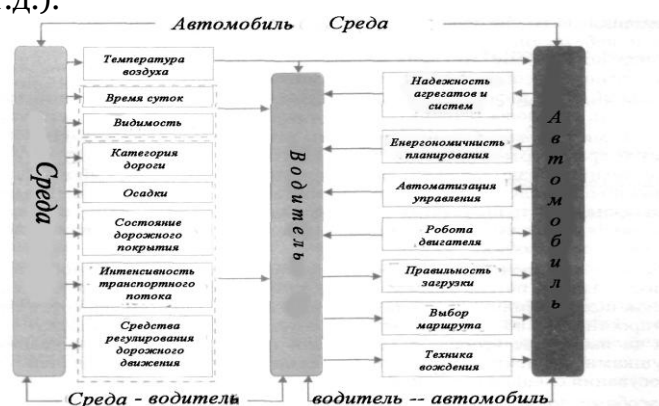 т.д.).
Автомобиль Среда
Среда
Температура
воздуха
Время суток
Видимость
Категория
дороги
Осадки
Состояние
дорожного
покрытия
Интенсивность
транспортного
потока
Средства
регулирования
дорожного
движения
Водитель
Надежность
агрегатов и
систем
Енергономичнисть
планирования
Автоматизация
управления
Робота
двигателя
Правильность
загрузки
Выбор
маршрута
Техника
вождения
Автомобиль
Среда - водитель
водитель -- автомобиль